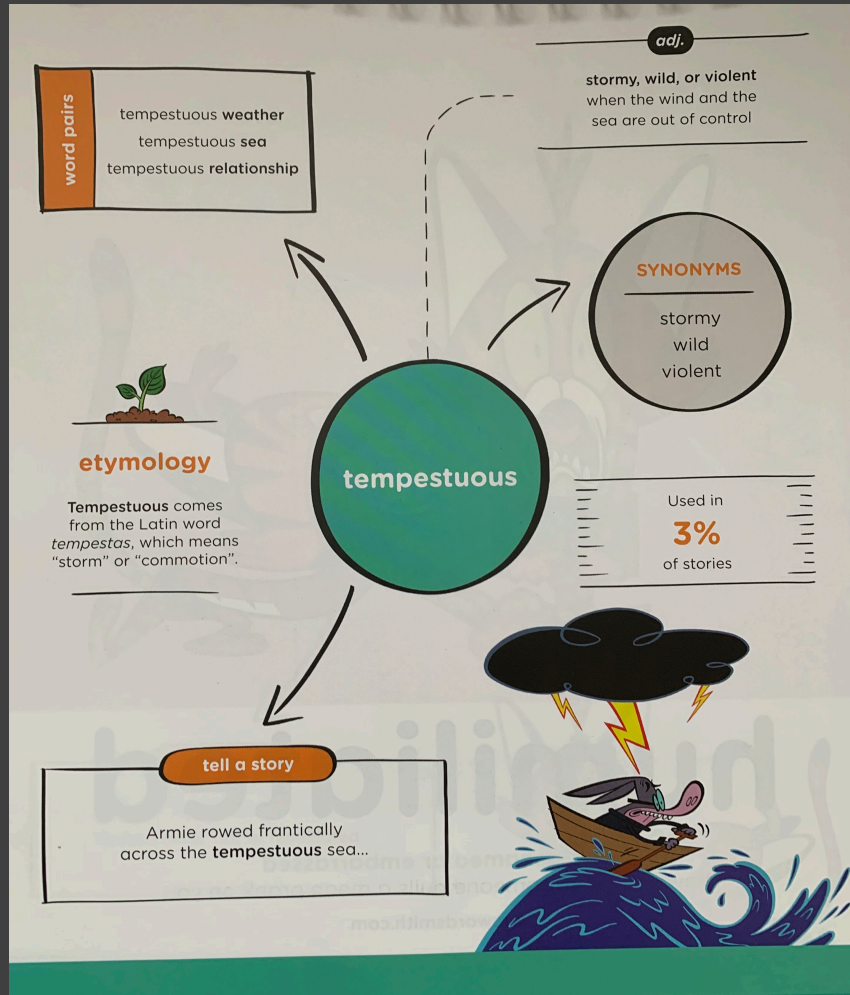 adj.
stormy, wild, or violent
when the wind and the
sea are out of control
word pairs
tempestuous weather
tempestuous sea
tempestuous relationship
SYNONYMS
stormy
wild
violent
tempestuous
etymology
Tempestuous comes
from the Latin word
tempestas, which means
“storm” or “commotion”.
Used in
3%
of stories
tell a story
Armie rowed frantically
across the tempestuous sea...
humiliated